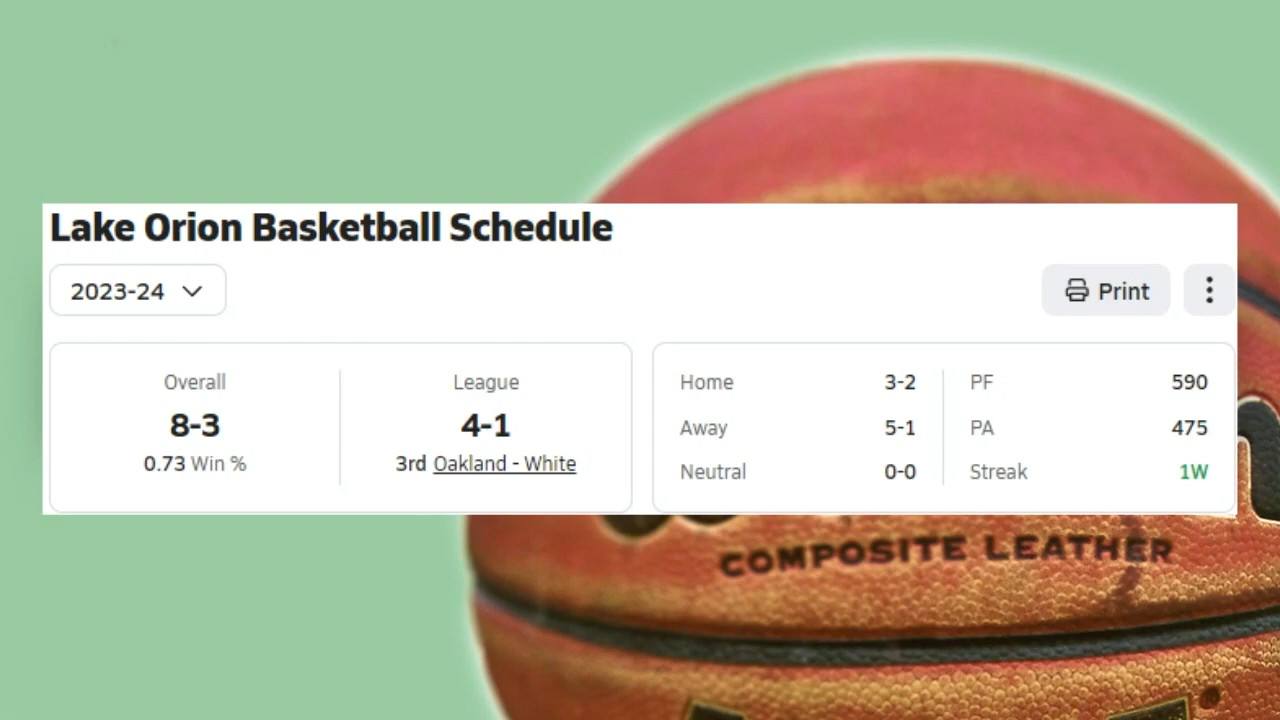 Lake Orion Basketball Schedule
2023-24
Print
Overall
8-3
0.73 Win %
League
4-1
3rd Oakland - White
Home 3-2
Away 5-1
Neutral 0-0
PF 590
PA 475
Streak 1W
COMPOSITE LEATHER